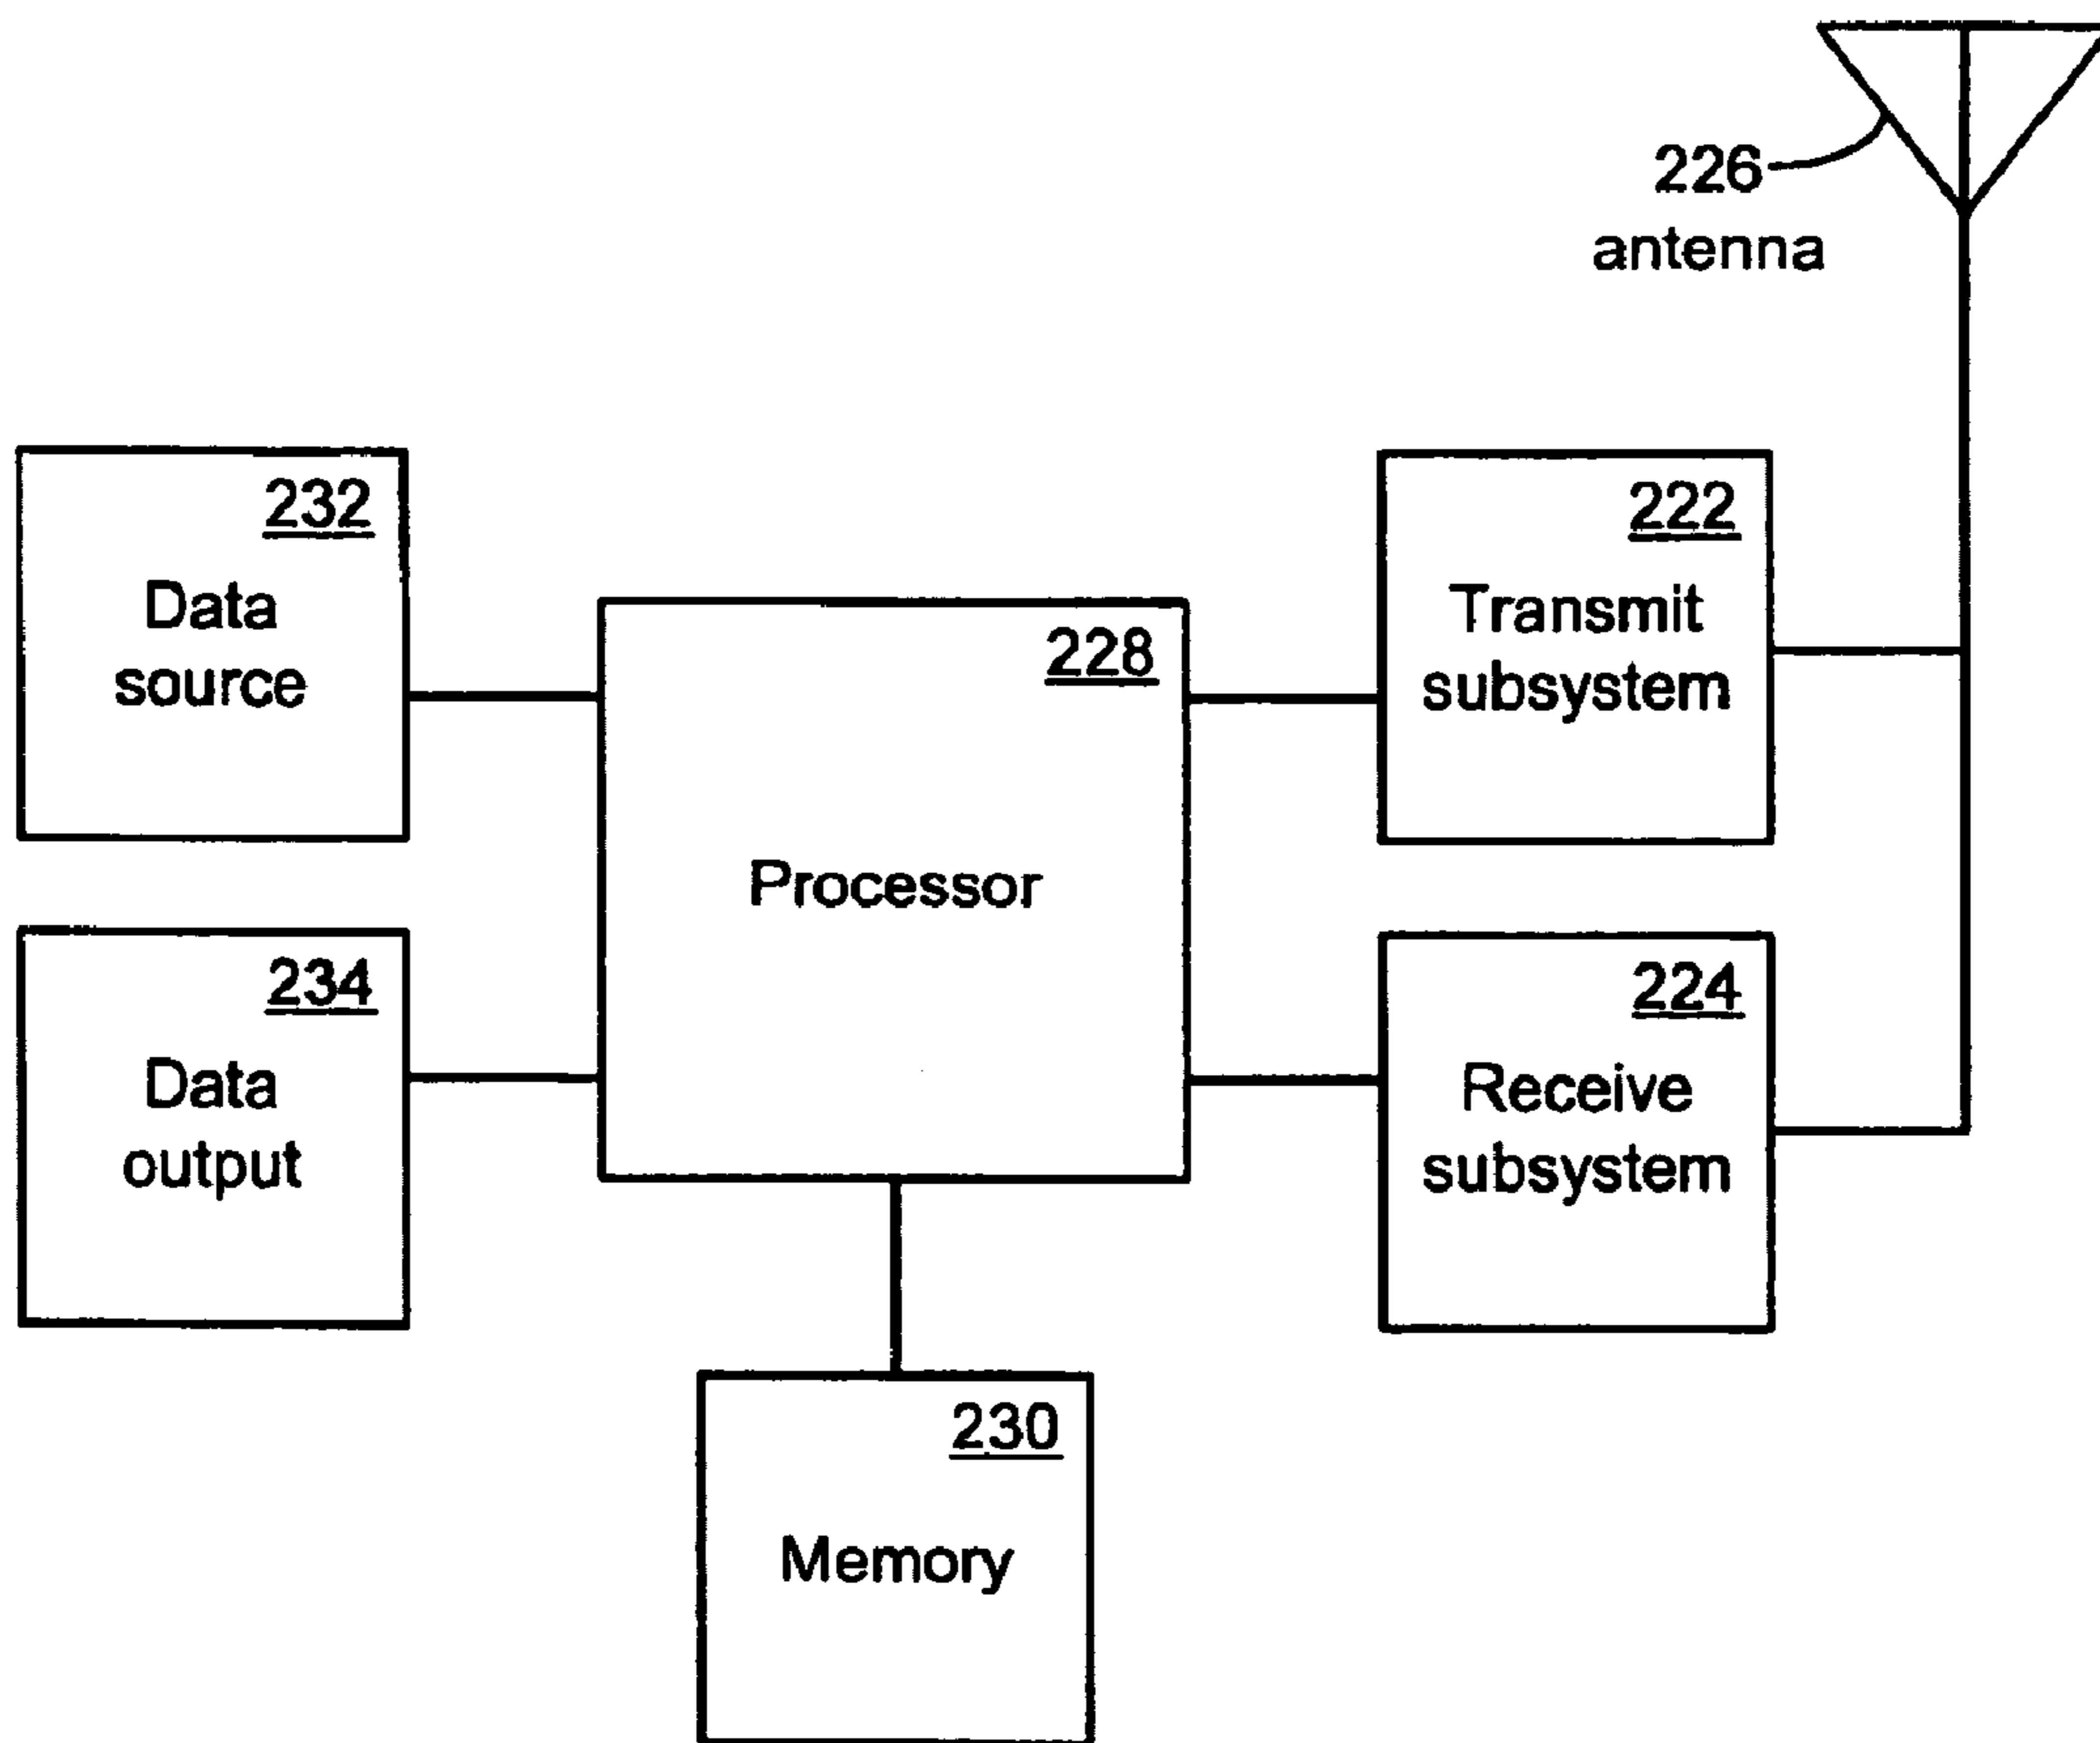 226
antenna
232
Data
source
222
Transmit
subsystem
228
Processor
234
Data
output
224
Receive
subsystem
230
Memory